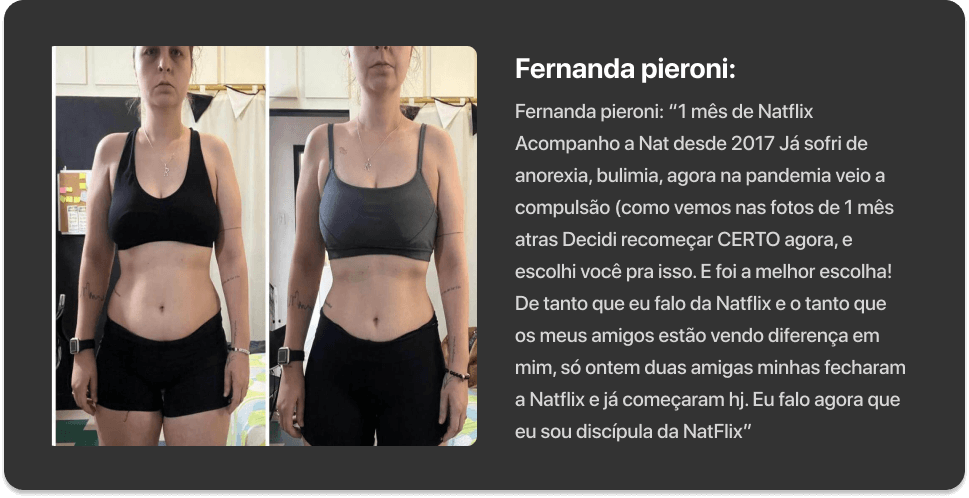 Fernanda pieroni:
Fernanda pieroni: “1 mês de Natflix
Acompanho a Nat desde 2017 Já sofri de
anorexia, bulimia, agora na pandemia veio a
compulsão (como vemos nas fotos de 1 mês
atras Decidi recomeçar CERTO agora, e
escolhi você pra isso. E foi a melhor escolha!
De tanto que eu falo da Natflix e o tanto que
os meus amigos estão vendo diferença em
mim, só ontem duas amigas minhas fecharam
a Natflix e já começaram hj. Eu falo agora que
eu sou discípula da NatFlix“